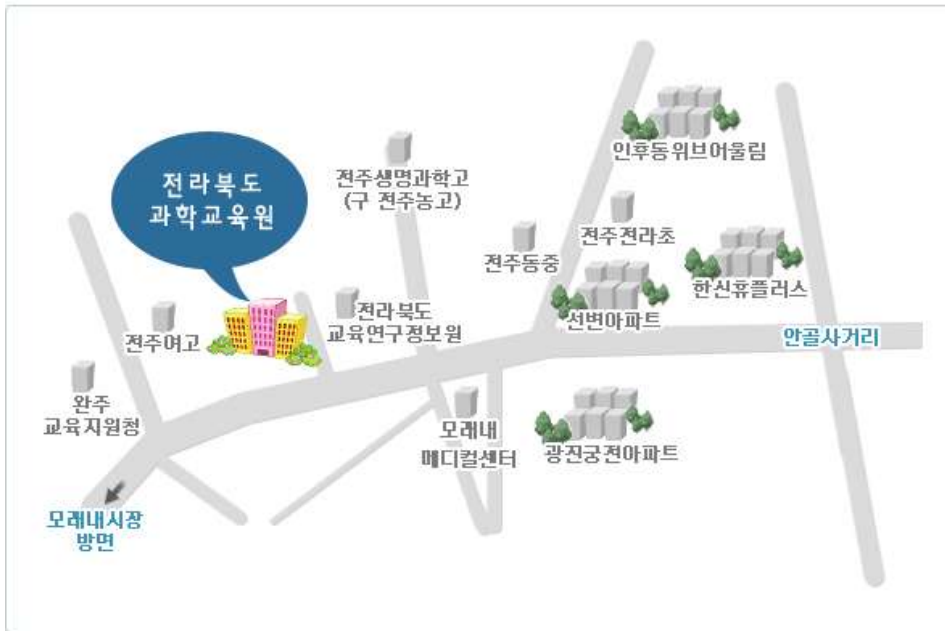 인후동위브어울림
전라북도
과학교육원
전주생명과학고
(구 전주농고)
전주전라초
전주동중
한신휴플러스
전라북도
교육연구정보원
선변아파트
전주여고
안골사거리
완주
교육지원청
모래내
메디컬센터
광진궁전아파트
모래내시장
방면